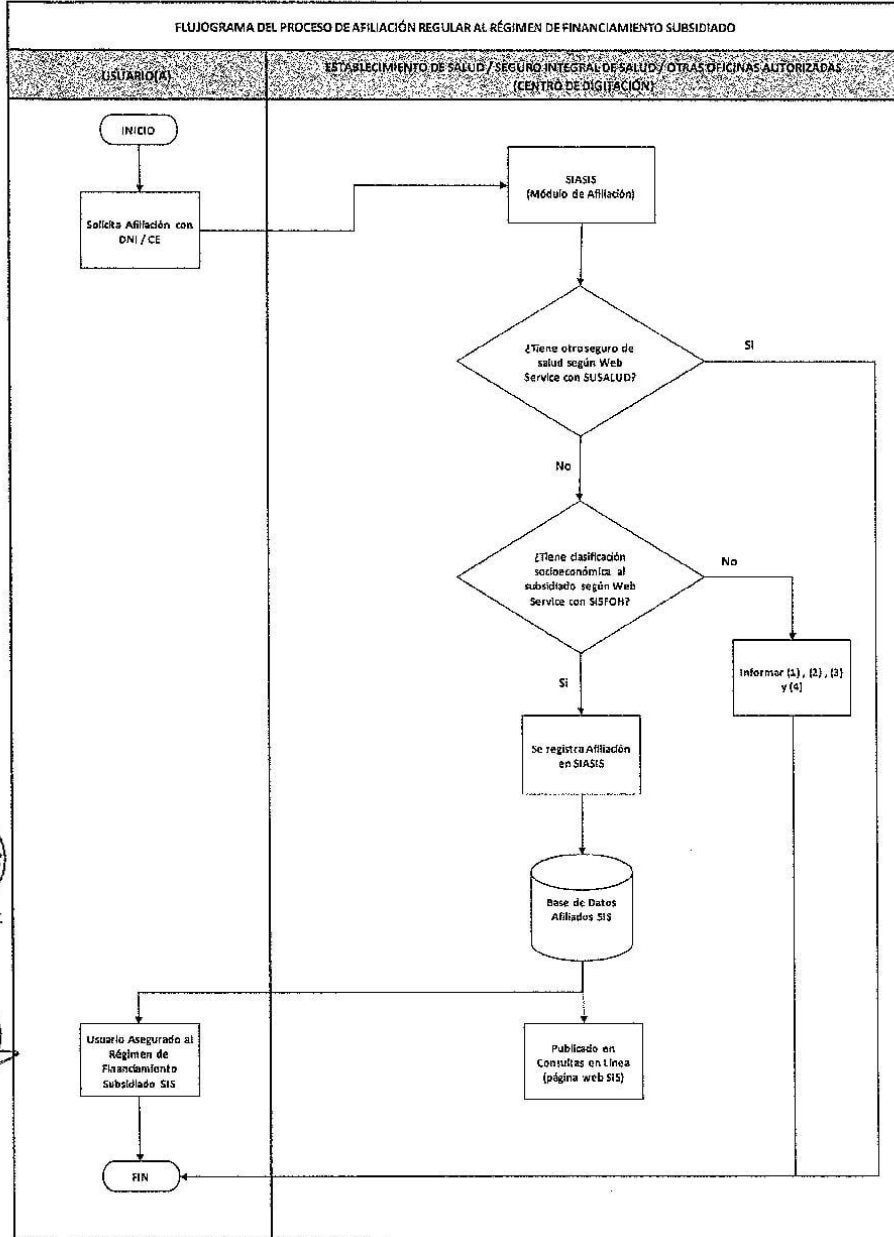 FLUJOGRAMA DEL PROCESO DE AFILIACIÓN REGULAR AL RÉGIMEN DE FINANCIAMIENTO SUBSIDIADO
USUARIO(A)
ESTABLECIMIENTO DE SALUD / SEGURO INTEGRAL DE SALUD / OTRAS OFICINAS AUTORIZADAS
(CENTRO DE DIGITACIÓN)
INICIO
Solicita Afiliación con
DNI / CE
SIASIS
(Módulo de Afiliación)
¿Tiene otro seguro de
salud según Web
Service con SUSALUD?
SI
No
¿Tiene clasificación
socioeconómica al
subsidiado según Web
Service con SISFOH?
No
Si
Informar (1) , (2) , (3)
y (4)
Se registra Afiliación
en SIASIS
Base de Datos
Afiliados SIS
Usuario Asegurado al
Régimen de
Financiamiento
Subsidiado SIS
Publicado en
Consultas en Línea
(página web SIS)
FIN